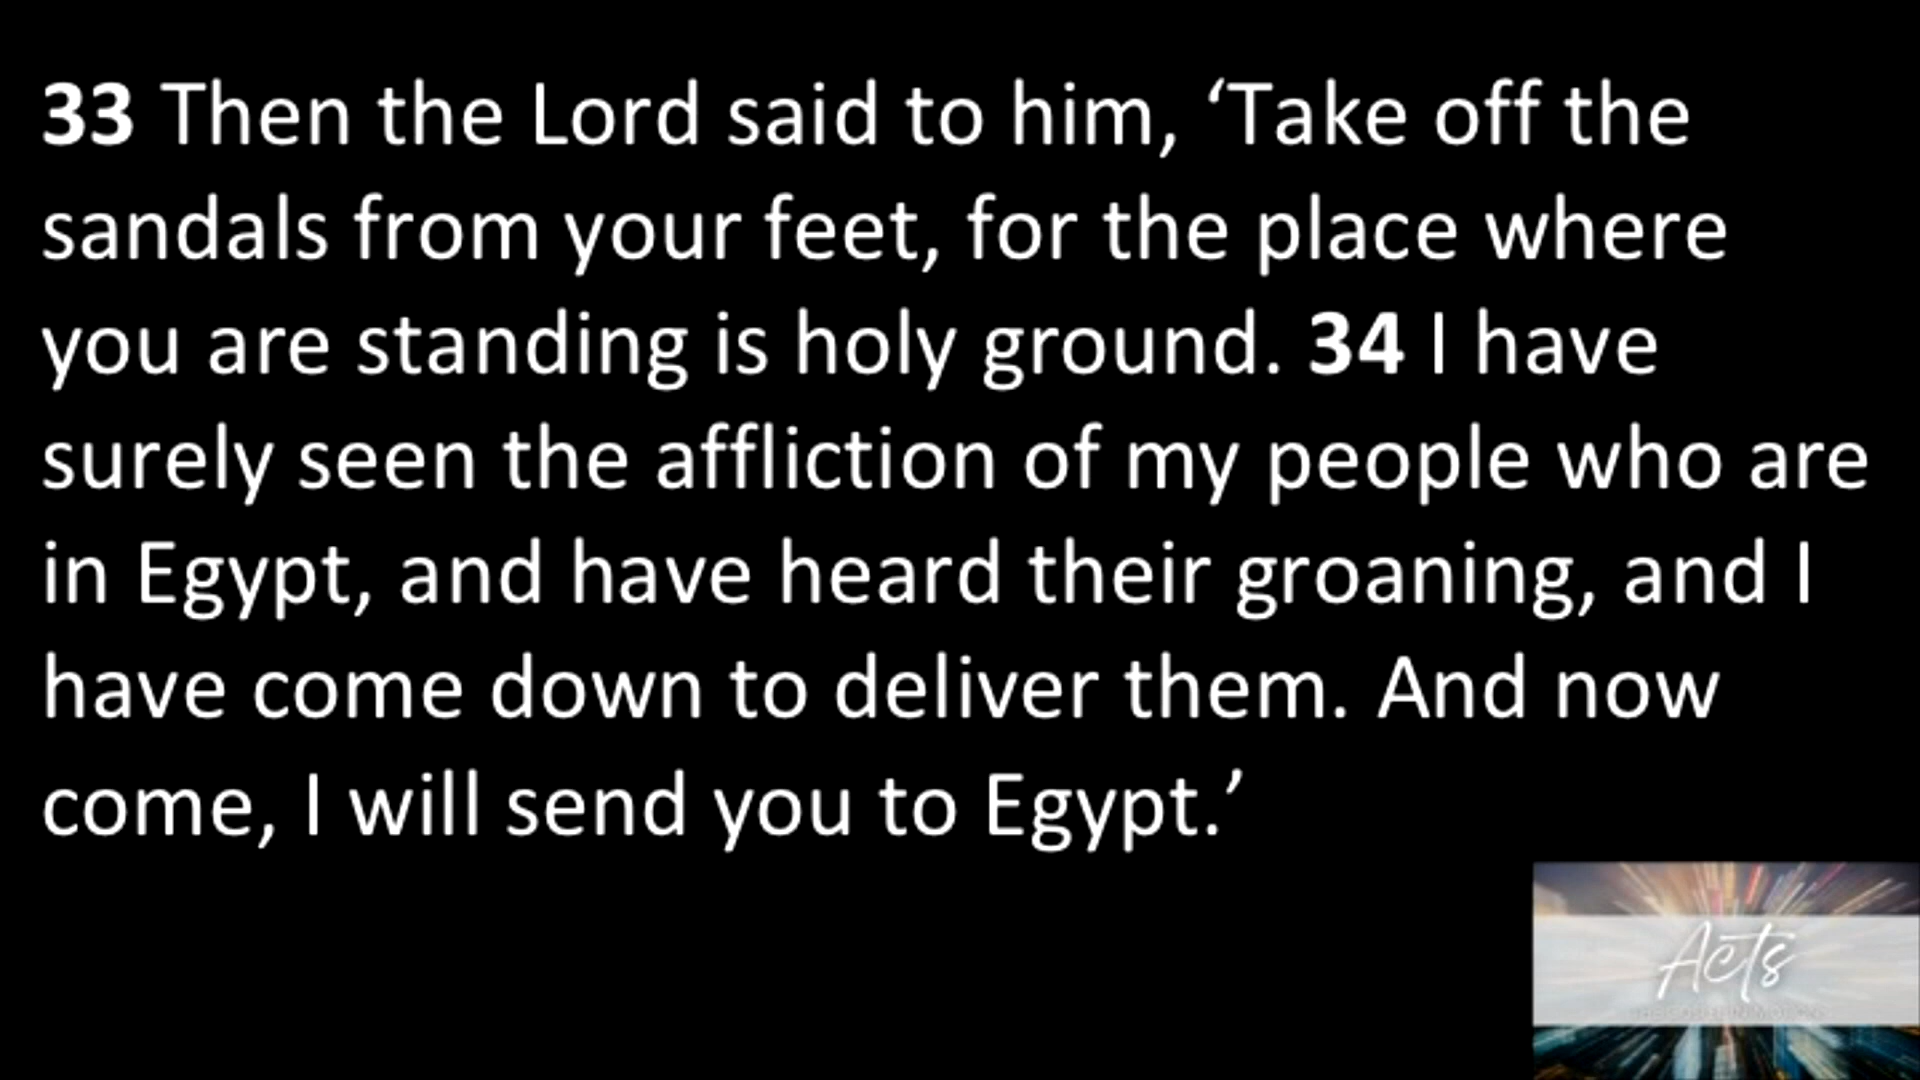 33 Then the Lord said to him, ‘Take off the
sandals from your feet, for the place where
you are standing is holy ground. 34 I have
surely seen the affliction of my people who are
in Egypt, and have heard their groaning, and I
have come down to deliver them. And now
come, I will send you to Egypt.’
Acts